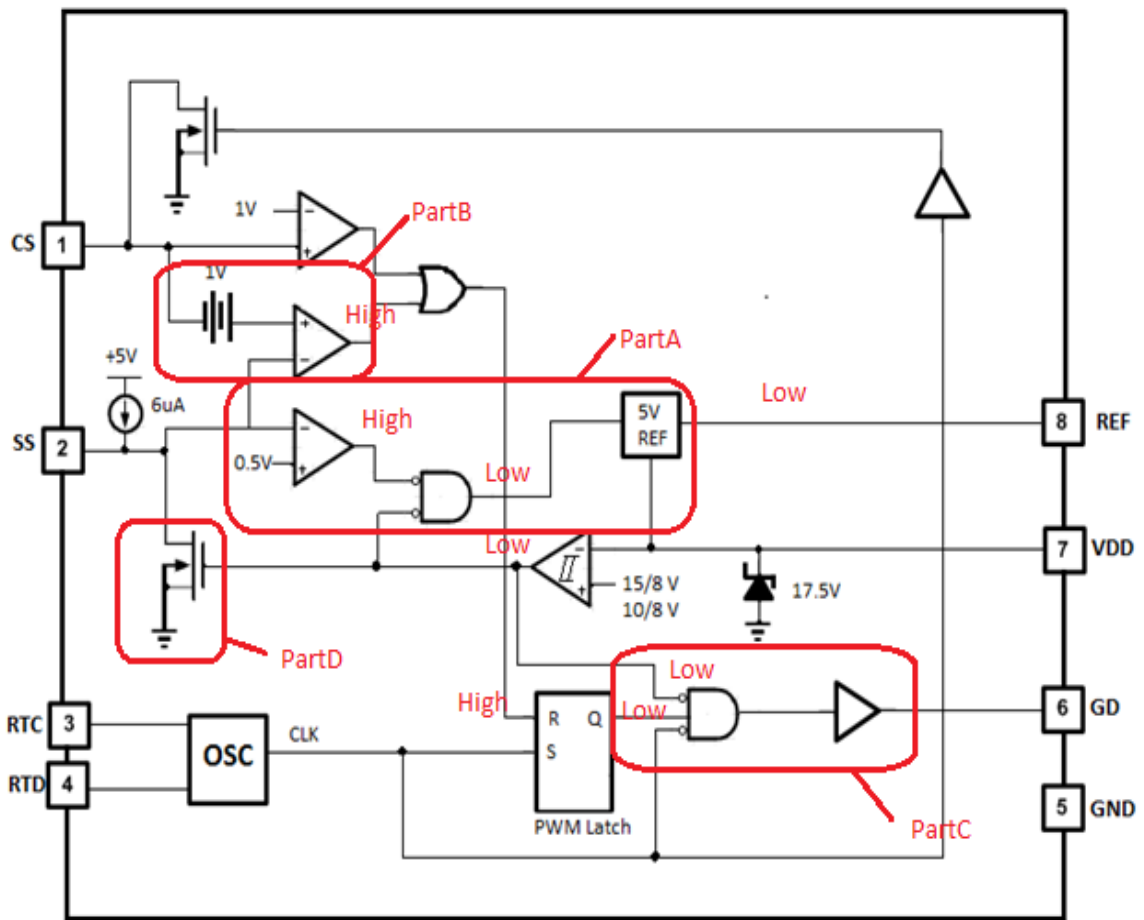 1V
PartB
CS
1
1V
High
PartA
+5V
6uA
High
5V
REF
Low
8
REF
SS
2
0.5V
Low
Low
7
VDD
15/8 V
10/8 V
17.5V
PartD
Low
High
R
Q
Low
6
GD
RTC
3
CLK
S
OSC
RTD
4
5
GND
PWM Latch
PartC